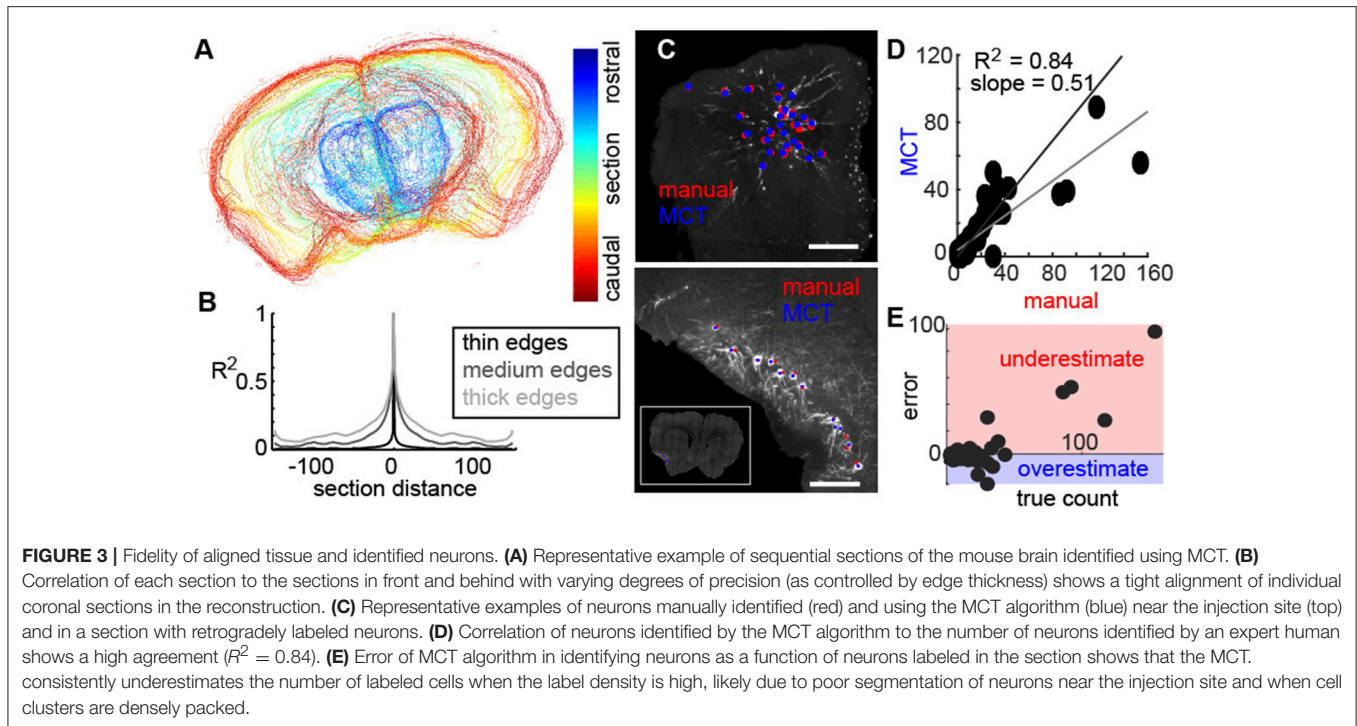 A
rostral
section
caudal
B
1
R2
0.5
0
-100
0
100
section distance
thin edges
medium edges
thick edges
C
manual
MCT
manual
MCT
D
120
80
40
0
MCT
R2 = 0.84
slope = 0.51
0
40
80
120
160
manual
E
100
error
0
underestimate
100
overestimate
true count
FIGURE 3 | Fidelity of aligned tissue and identified neurons. (A) Representative example of sequential sections of the mouse brain identified using MCT. (B)
Correlation of each section to the sections in front and behind with varying degrees of precision (as controlled by edge thickness) shows a tight alignment of individual
coronal sections in the reconstruction. (C) Representative examples of neurons manually identified (red) and using the MCT algorithm (blue) near the injection site (top)
and in a section with retrogradely labeled neurons. (D) Correlation of neurons identified by the MCT algorithm to the number of neurons identified by an expert human
shows a high agreement (R2 = 0.84). (E) Error of MCT algorithm in identifying neurons as a function of neurons labeled in the section shows that the MCT.
consistently underestimates the number of labeled cells when the label density is high, likely due to poor segmentation of neurons near the injection site and when cell
clusters are densely packed.